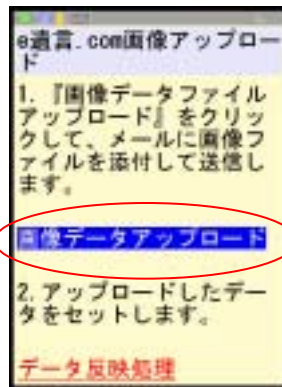 e遺言.com画像アップロー
ド
1. 『画像データファイル
アップロード』をクリッ
クして、メールに画像フ
ァイルを添付して送信し
ます。
画像データアップロード
2. アップロードしたデー
タをセットします。
データ反映処理